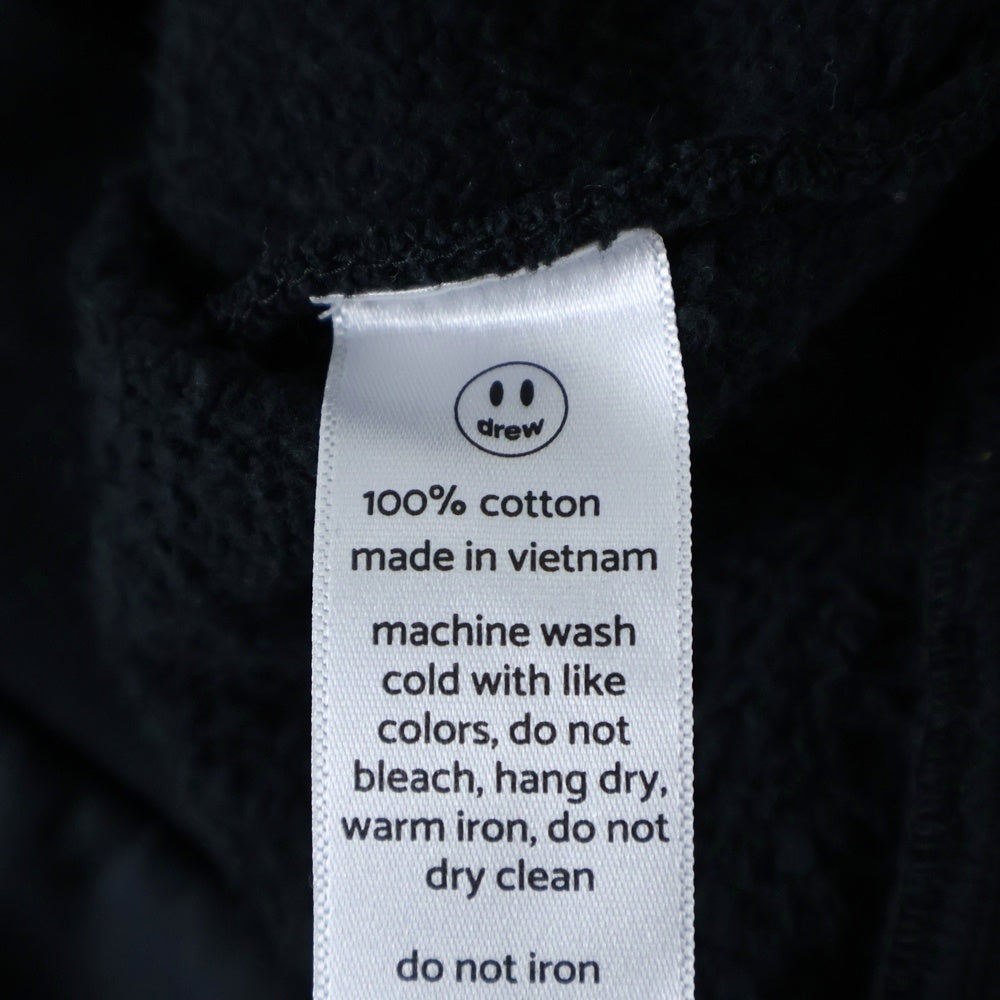 drew
100% cotton
made in vietnam
machine wash
cold with like
colors, do not
bleach, hang dry,
warm iron, do not
dry clean
do not iron